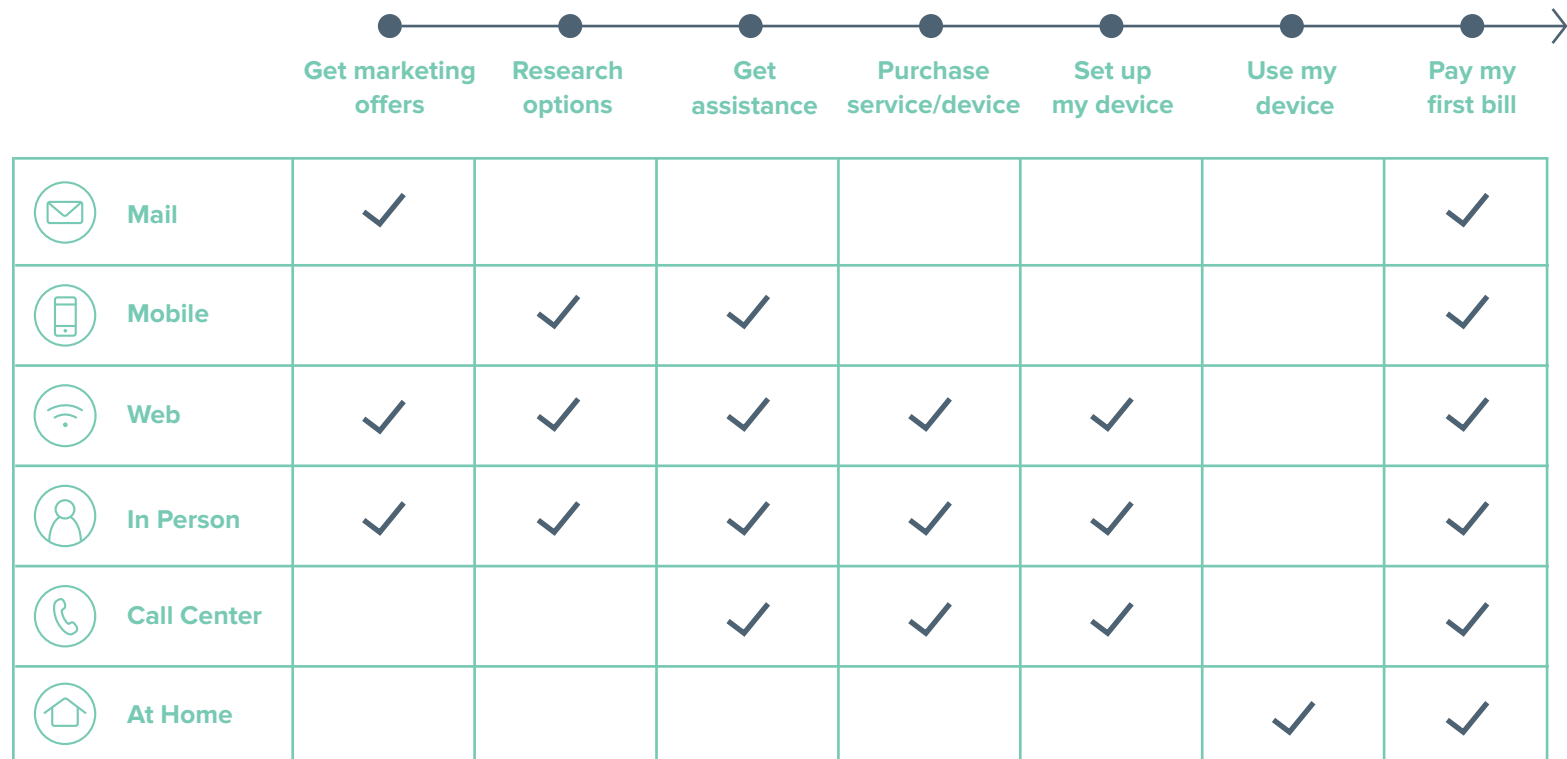 Get marketing
offers
Research
options
Get
assistance
Purchase
service/device
Set up
my device
Use my
device
Pay my
first bill
Mail
Mobile
Web
In Person
Call Center
At Home